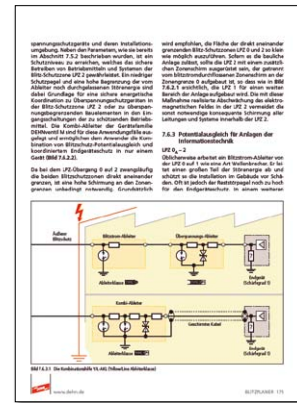 spannungsschutzgeräts und deren Installations-
umgebung. Neben den Parametern, wie sie bereits
im Abschnitt 7.5.2 beschrieben wurden, ist ein
Schutzniveau zu erreichen, welches das sichere
Betreiben von Betriebsmitteln und Systemen der
Blitz-Schutzzone LPZ 2 gewährleistet. Ein niedriger
Schutzpegel und eine hohe Begrenzung der vom
Ableiter noch durchgelassenen Störenergie sind
dabei Grundlage für eine sichere energetische
Koordination zu Überspannungsschutzgeräten in
der Blitz-Schutzzone LPZ 2 oder zu überspan-
nungsbegrenzenden Bauelementen in den Ein-
gangsschaltungen der zu schützenden Betriebs-
mittel. Die Kombi-Ableiter der Gerätefamilie
DEHNventil M sind für diese Anwendungsfälle aus-
gelegt und ermöglichen dem Anwender die Kom-
bination von Blitzschutz-Potentialausgleich und
koordiniertem Endgeräteschutz in nur einem
Gerät (Bild 7.6.2.2).
Da bei dem LPZ-Übergang 0 auf 2 zwangsläufig
die beiden Blitzschutzzonen direkt aneinander
grenzen, ist eine hohe Schirmung an den Zonen-
grenzen unbedingt notwendig. Grundsätzlich
wird empfohlen, die Fläche der direkt aneinander
grenzenden Blitz-Schutzzonen LPZ 0 und 2 so klein
wie möglich auszuführen. Sofern es die bauliche
Anlage zulässt, sollte die LPZ 2 mit einem zusätzli-
chen Zonenschirm ausgerüstet sein, der getrennt
vom blitzstromdurchflossenen Zonenschirm an der
Zonengrenze 0 aufgebaut ist, so dass wie in Bild
7.6.2.1 ersichtlich, die LPZ 1 für einen weiten
Bereich der Anlage aufgebaut wird. Die mit dieser
Maßnahme realisierte Abschwächung des elektro-
magnetischen Feldes in der LPZ 2 vermeidet die
sonst notwendige konsequente Schirmung aller
Leitungen und Systeme innerhalb der LPZ 2.
7.6.3 Potentialausgleich für Anlagen der
Informationstechnik
LPZ 0A – 2
Üblicherweise arbeitet ein Blitzstrom-Ableiter von
der LPZ 0 auf 1 wie eine Art Wellenbrecher. Er lei-
tet einen großen Teil der Störenergie ab und
schützt so die Installation im Gebäude vor Schä-
den. Oft ist jedoch der Reststörpegel noch zu hoch
für den Endgeräteschutz. In einem weiteren
Äußerer
Blitzschutz
Blitzstrom-Ableiter
Überspannungs-Ableiter
Ableiterklasse
Ableiterklasse
Endgerät
(Schärfegrad 1)
Kombi-Ableiter
Geschirmtes Kabel
Ableiterklasse
Endgerät
(Schärfegrad 1)
www.dehn.de
BLITZPLANER 175